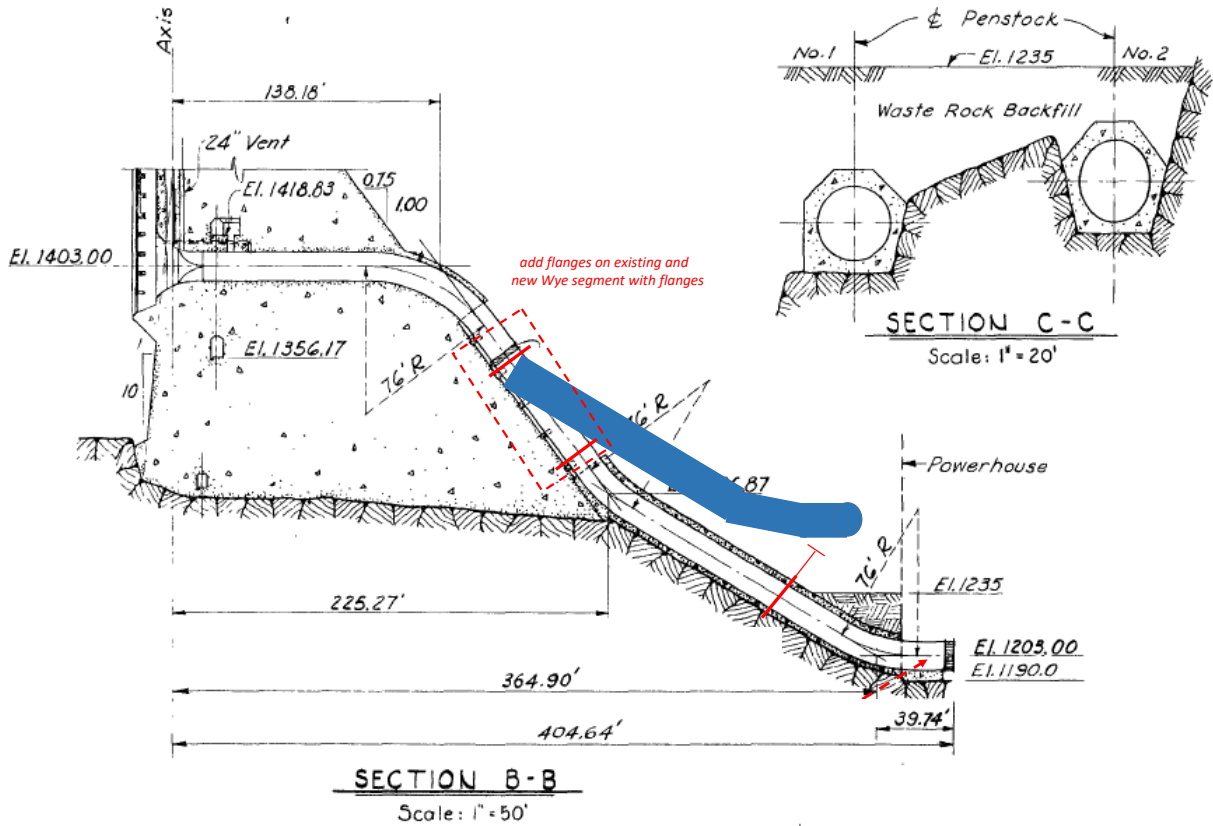 Axis
138.18'
24" Vent
El. 1418.83
0.75
1.00
El. 1403.00
El. 1356.17
10
76' R
add flanges on existing and
new Wye segment with flanges
76' R
6.87
Powerhouse
76' R
El. 1235
225.27'
El. 1203.00
El. 1190.0
364.90'
39.74'
404.64'
SECTION B-B
Scale: 1" = 50'
℄ Penstock
No. 1
El. 1235
No. 2
Waste Rock Backfill
SECTION C-C
Scale: 1" = 20'